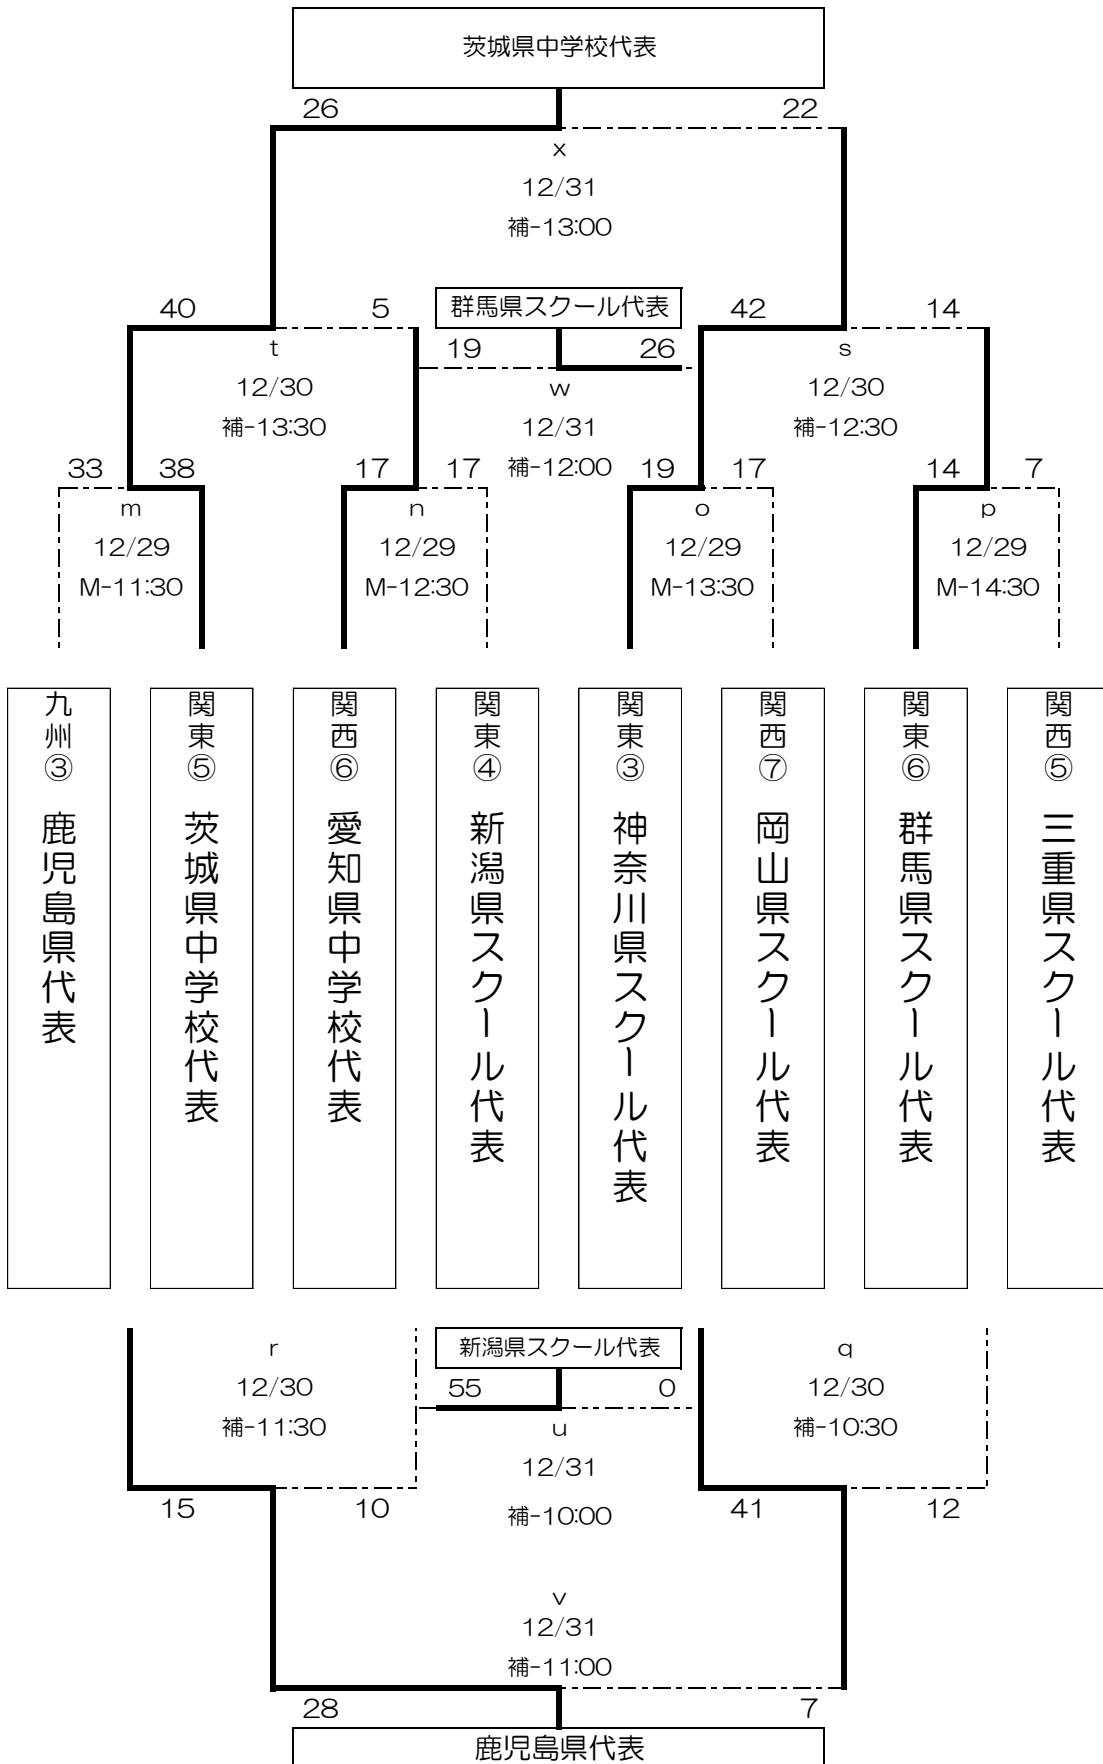 茨城県中学校代表
26 22
x
12/31
補-13:00
40 5 群馬県スクール代表 42 14
t 19 26 s
12/30 w 12/30
補-13:30 12/31 補-12:30
33 38 17 17 補-12:00 19 17 14 7
m n o p
12/29 12/29 12/29 12/29
M-11:30 M-12:30 M-13:30 M-14:30
九州③ 鹿児島県代表
関東⑤ 茨城県中学校代表
関西⑥ 愛知県中学校代表
関東④ 新潟県スクール代表
関東③ 神奈川県スクール代表
関西⑦ 岡山県スクール代表
関東⑥ 群馬県スクール代表
関西⑤ 三重県スクール代表
r 新潟県スクール代表 q
12/30 55 0 12/30
補-11:30 u 補-10:30
12/31
15 10 補-10:00 41 12
v
12/31
補-11:00
28 7
鹿児島県代表